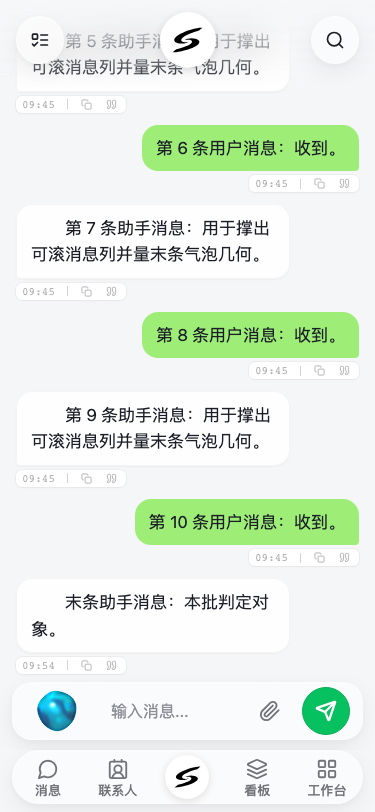 第 5 条助手消息：用于撑出
可滚消息列并量末条气泡几何。
09:45
第 6 条用户消息：收到。
09:45
第 7 条助手消息：用于撑出
可滚消息列并量末条气泡几何。
09:45
第 8 条用户消息：收到。
09:45
第 9 条助手消息：用于撑出
可滚消息列并量末条气泡几何。
09:45
第 10 条用户消息：收到。
09:45
末条助手消息：本批判定对
象。
09:54
输入消息...
消息 联系人 看板 工作台